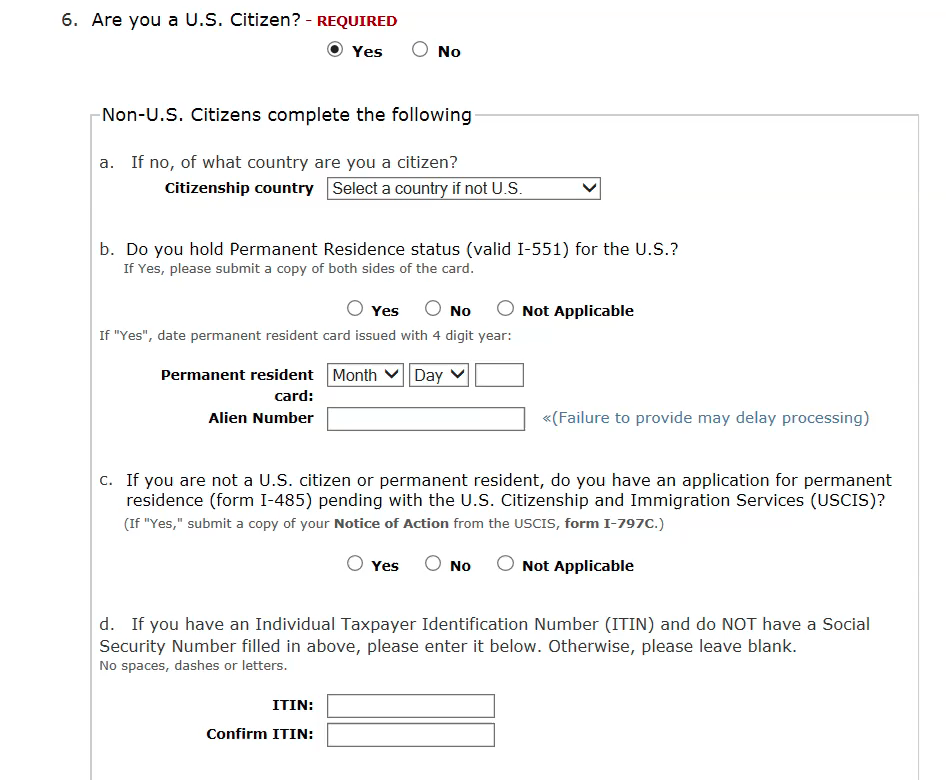 6. Are you a U.S. Citizen? - REQUIRED
Yes No
Non-U.S. Citizens complete the following
a. If no, of what country are you a citizen?
Citizenship country Select a country if not U.S.
b. Do you hold Permanent Residence status (valid I-551) for the U.S.?
If Yes, please submit a copy of both sides of the card.
Yes No Not Applicable
If "Yes", date permanent resident card issued with 4 digit year:
Permanent resident Month Day
card:
Alien Number «(Failure to provide may delay processing)
c. If you are not a U.S. citizen or permanent resident, do you have an application for permanent
residence (form I-485) pending with the U.S. Citizenship and Immigration Services (USCIS)?
(If "Yes," submit a copy of your Notice of Action from the USCIS, form I-797C.)
Yes No Not Applicable
d. If you have an Individual Taxpayer Identification Number (ITIN) and do NOT have a Social
Security Number filled in above, please enter it below. Otherwise, please leave blank.
No spaces, dashes or letters.
ITIN:
Confirm ITIN: